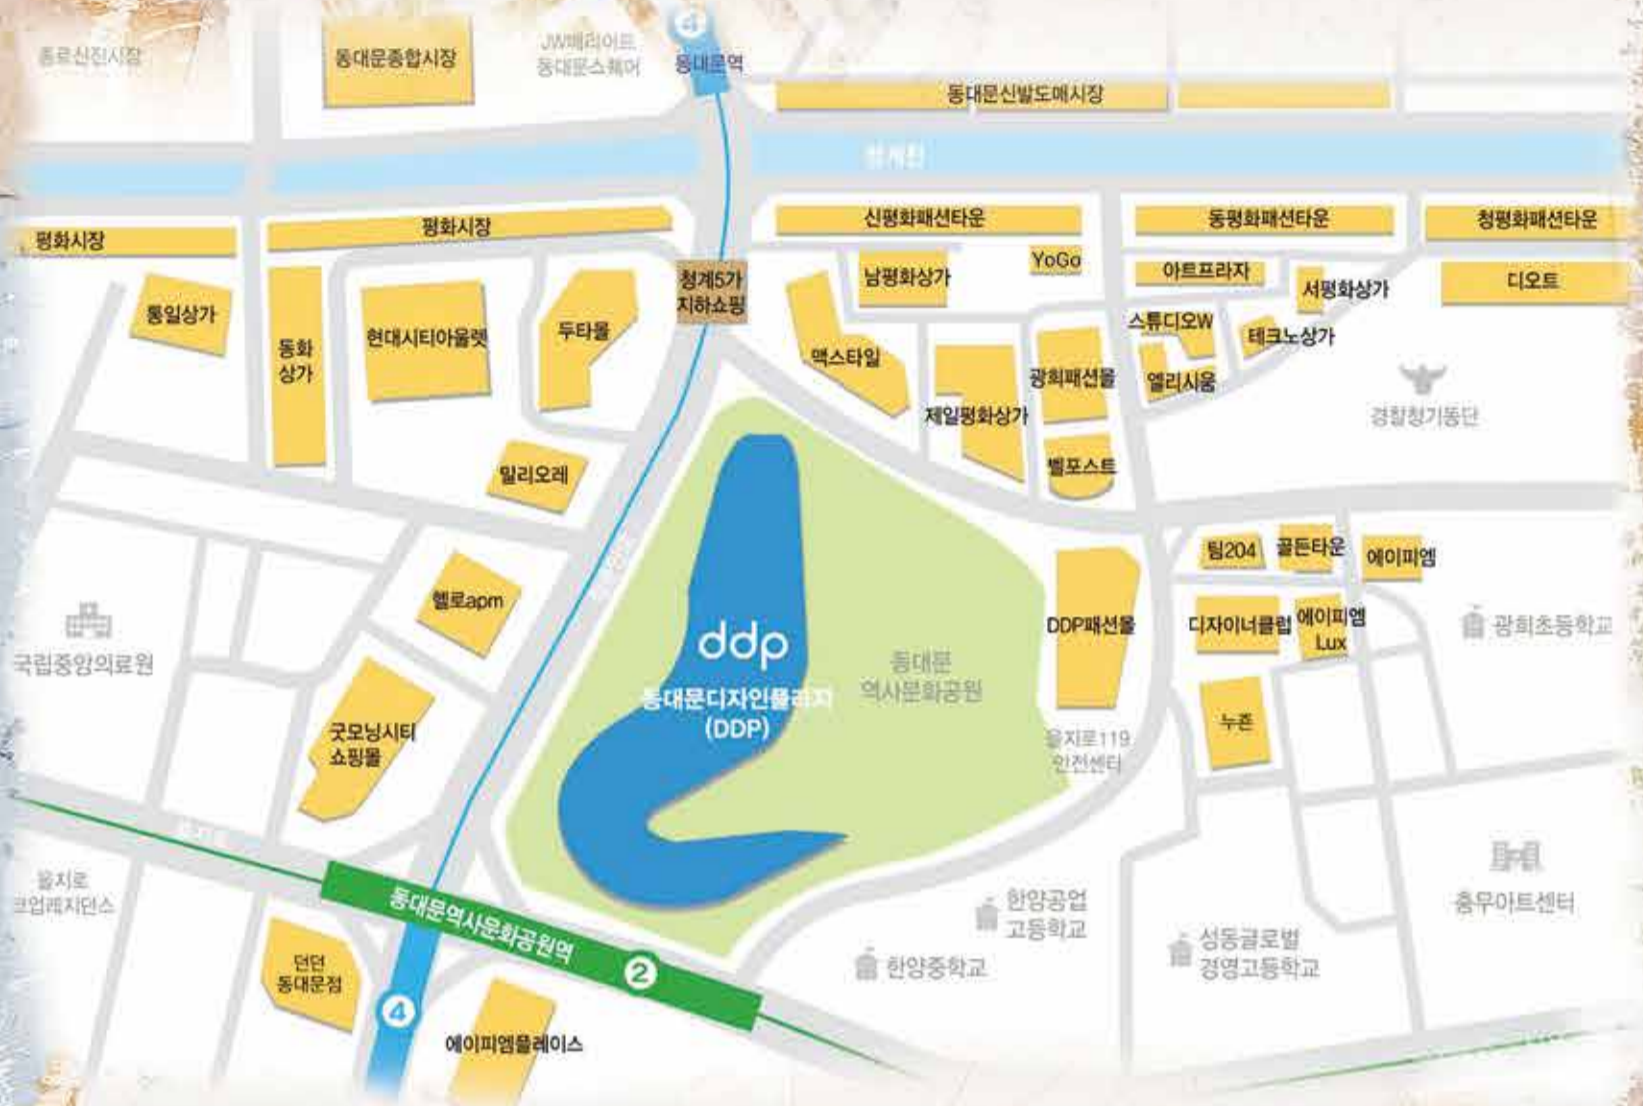 종로신진시장
동대문종합시장
JW메리어트
동대문스퀘어
4
동대문역
동대문신발도매시장
청계천
평화시장
평화시장
신평화패션타운
동평화패션타운
청평화패션타운
통일상가
동화
상가
현대시티아울렛
두타몰
청계5가
지하쇼핑
남평화상가
YoGo
아트프라자
서평화상가
디오트
맥스타일
스튜디오W
테크노상가
엘리시움
광희패션몰
제일평화상가
벨포스트
경찰청기동단
밀리오레
헬로apm
국립중앙의료원
굿모닝시티
쇼핑몰
ddp
동대문디자인플라자
(DDP)
동대문
역사문화공원
DDP패션몰
을지로119
안전센터
팀204
골든타운
에이피엠
디자이너클럽
에이피엠
Lux
누죤
광희초등학교
을지로
코업레지던스
동대문역사문화공원역
2
던던
동대문점
4
에이피엠플레이스
한양공업
고등학교
한양중학교
성동글로벌
경영고등학교
충무아트센터